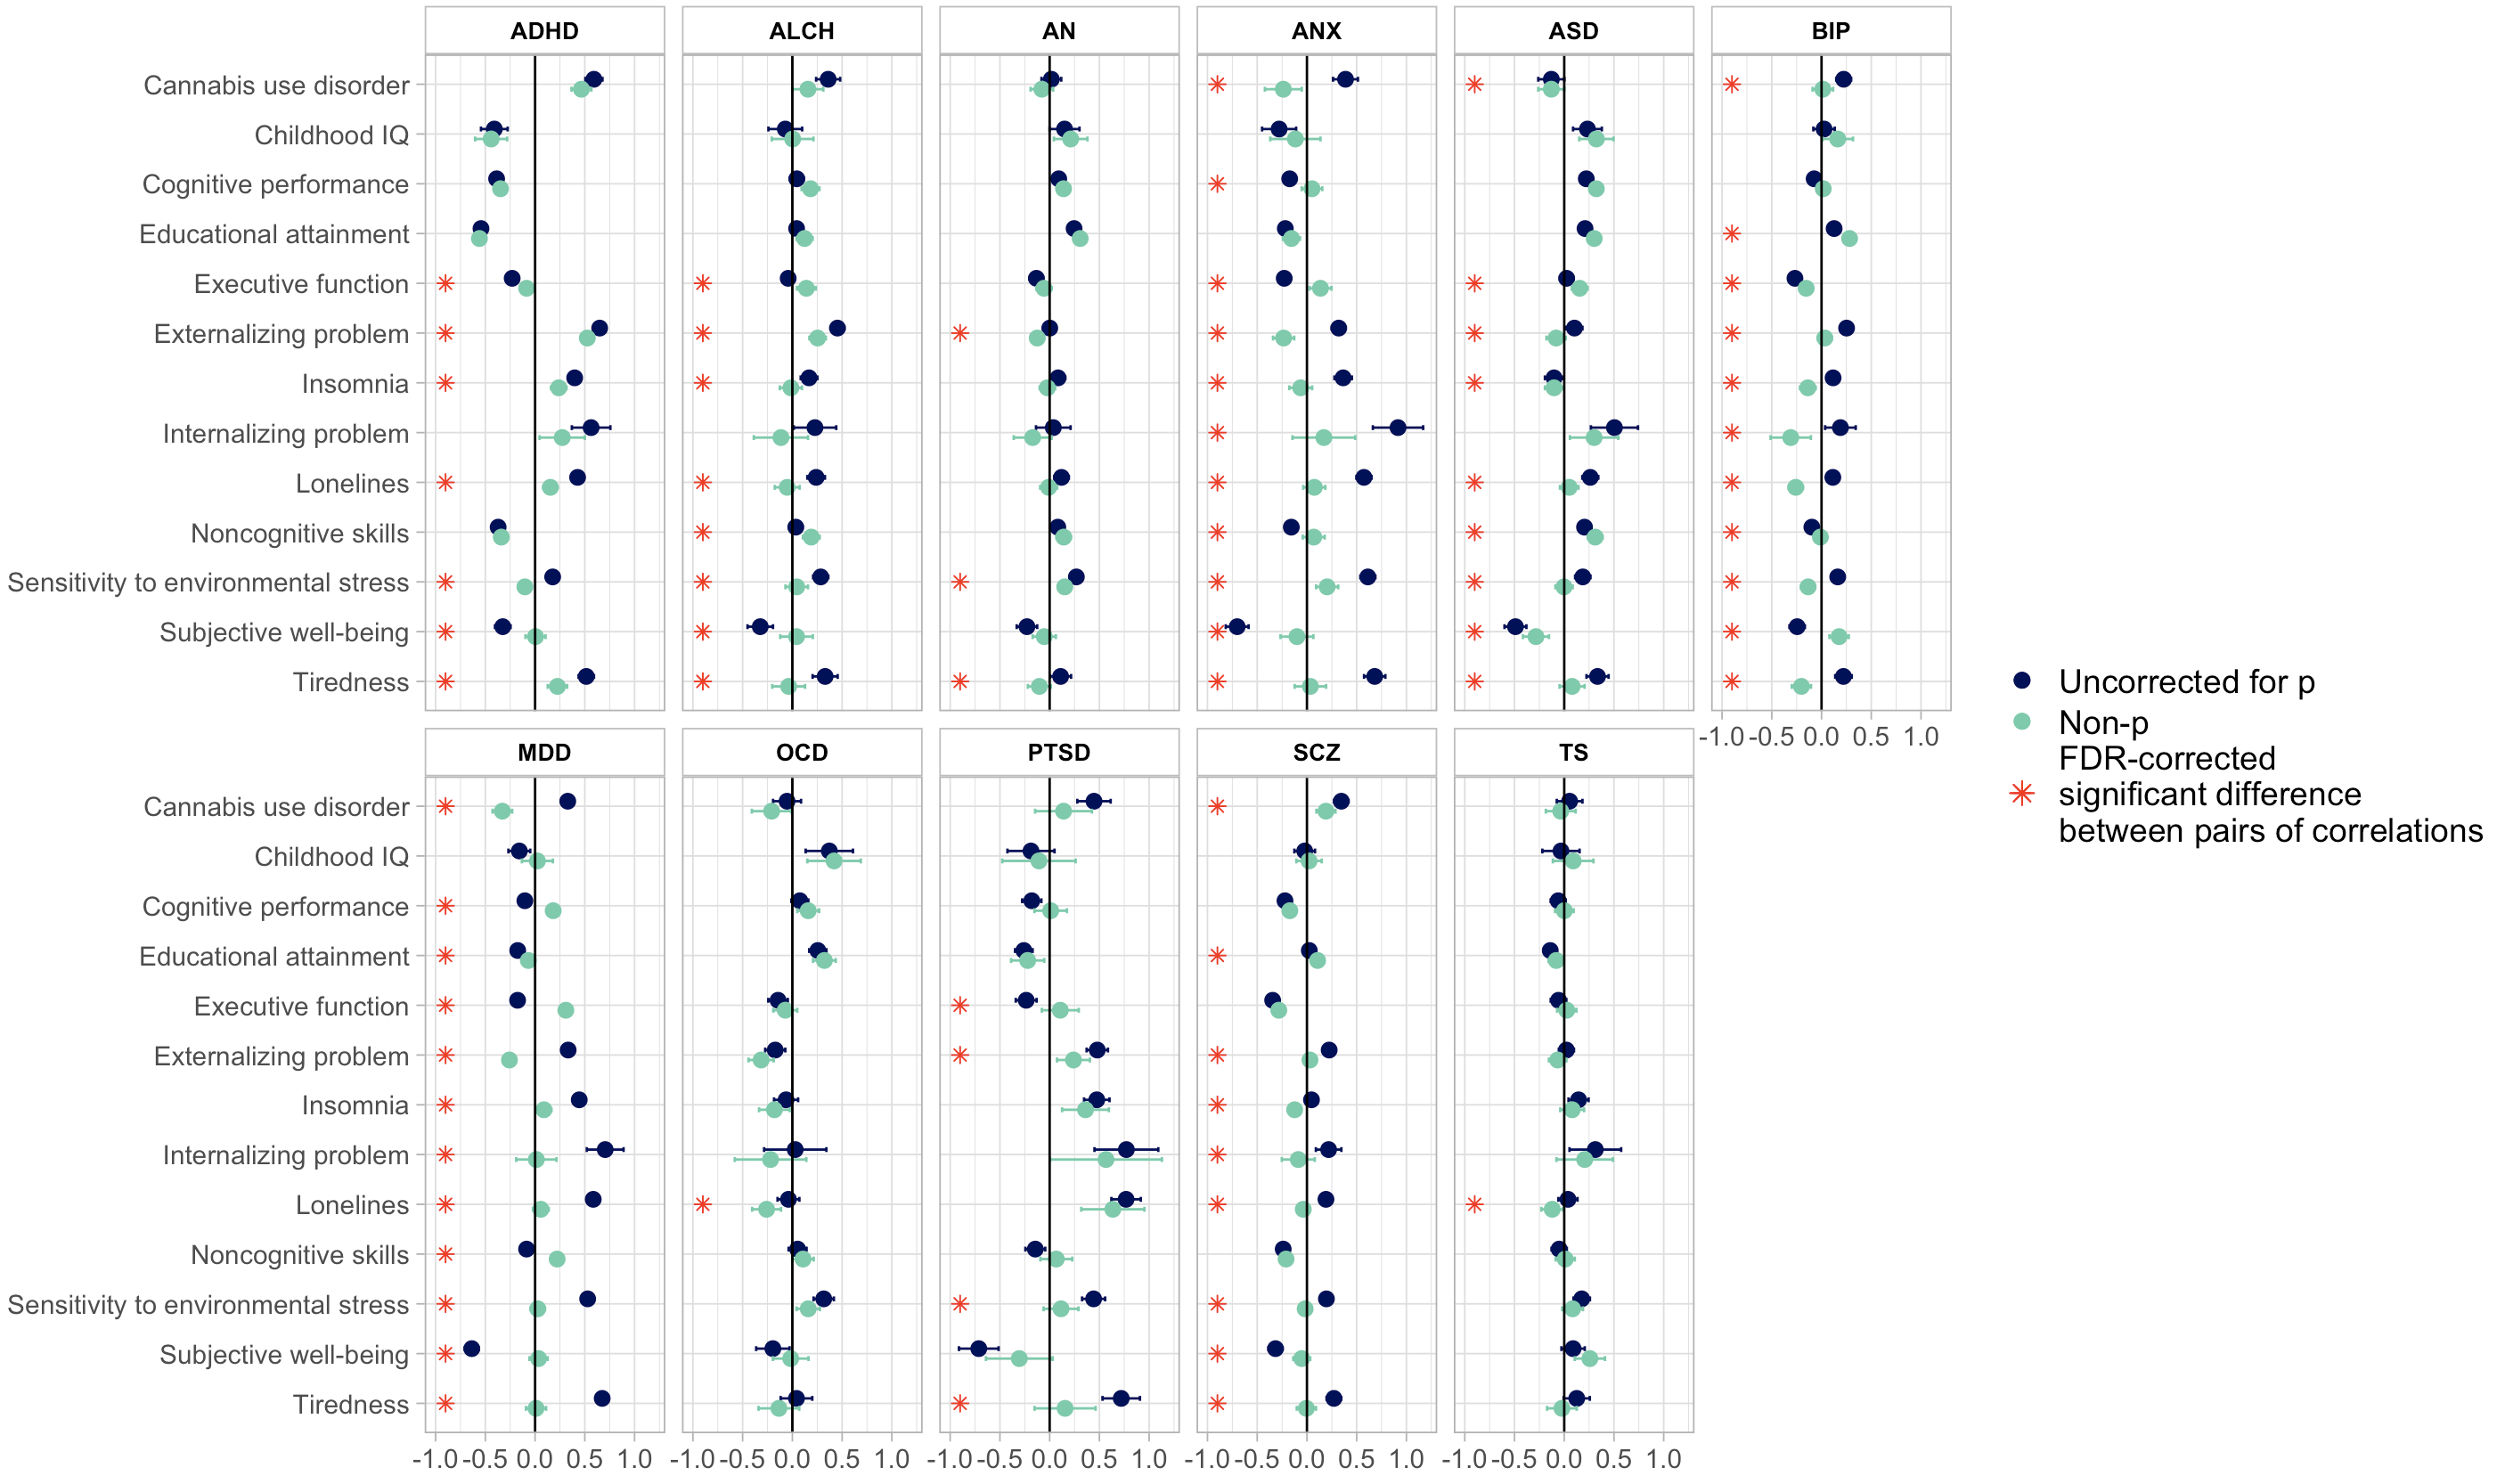 ADHD ALCH AN ANX ASD BIP
Cannabis use disorder
Childhood IQ
Cognitive performance
Educational attainment
Executive function
Externalizing problem
Insomnia
Internalizing problem
Lonelines
Noncognitive skills
Sensitivity to environmental stress
Subjective well-being
Tiredness
-1.0 -0.5 0.0 0.5 1.0
MDD OCD PTSD SCZ TS
Cannabis use disorder
Childhood IQ
Cognitive performance
Educational attainment
Executive function
Externalizing problem
Insomnia
Internalizing problem
Lonelines
Noncognitive skills
Sensitivity to environmental stress
Subjective well-being
Tiredness
-1.0 -0.5 0.0 0.5 1.0 -1.0 -0.5 0.0 0.5 1.0 -1.0 -0.5 0.0 0.5 1.0 -1.0 -0.5 0.0 0.5 1.0 -1.0 -0.5 0.0 0.5 1.0
Uncorrected for p
Non-p
FDR-corrected
significant difference
between pairs of correlations